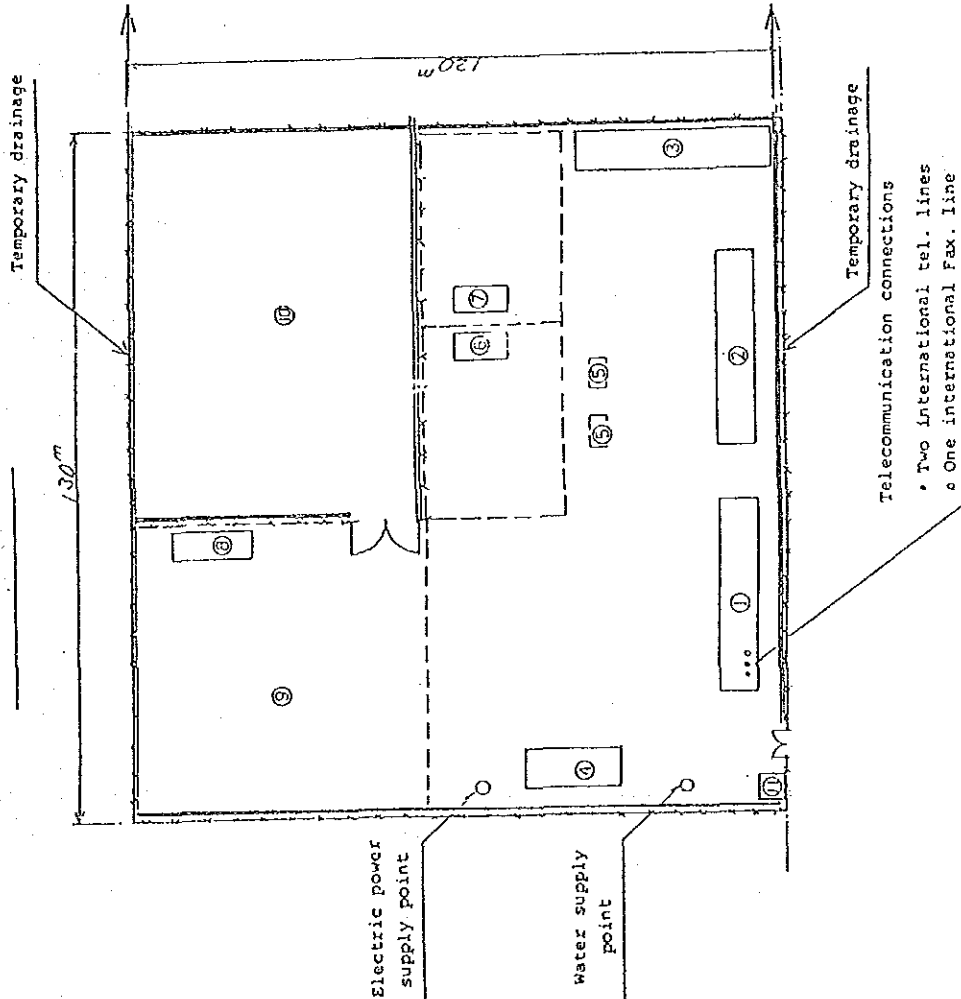 Temporary drainage
130m
120m
⑩
⑨
⑧
⑦
⑥
⑤
⑤
③
②
①
④
⑪
Electric power
supply point
Water supply
point
Temporary drainage
Telecommunication connections
• Two international tel. lines
o One international Fax. line